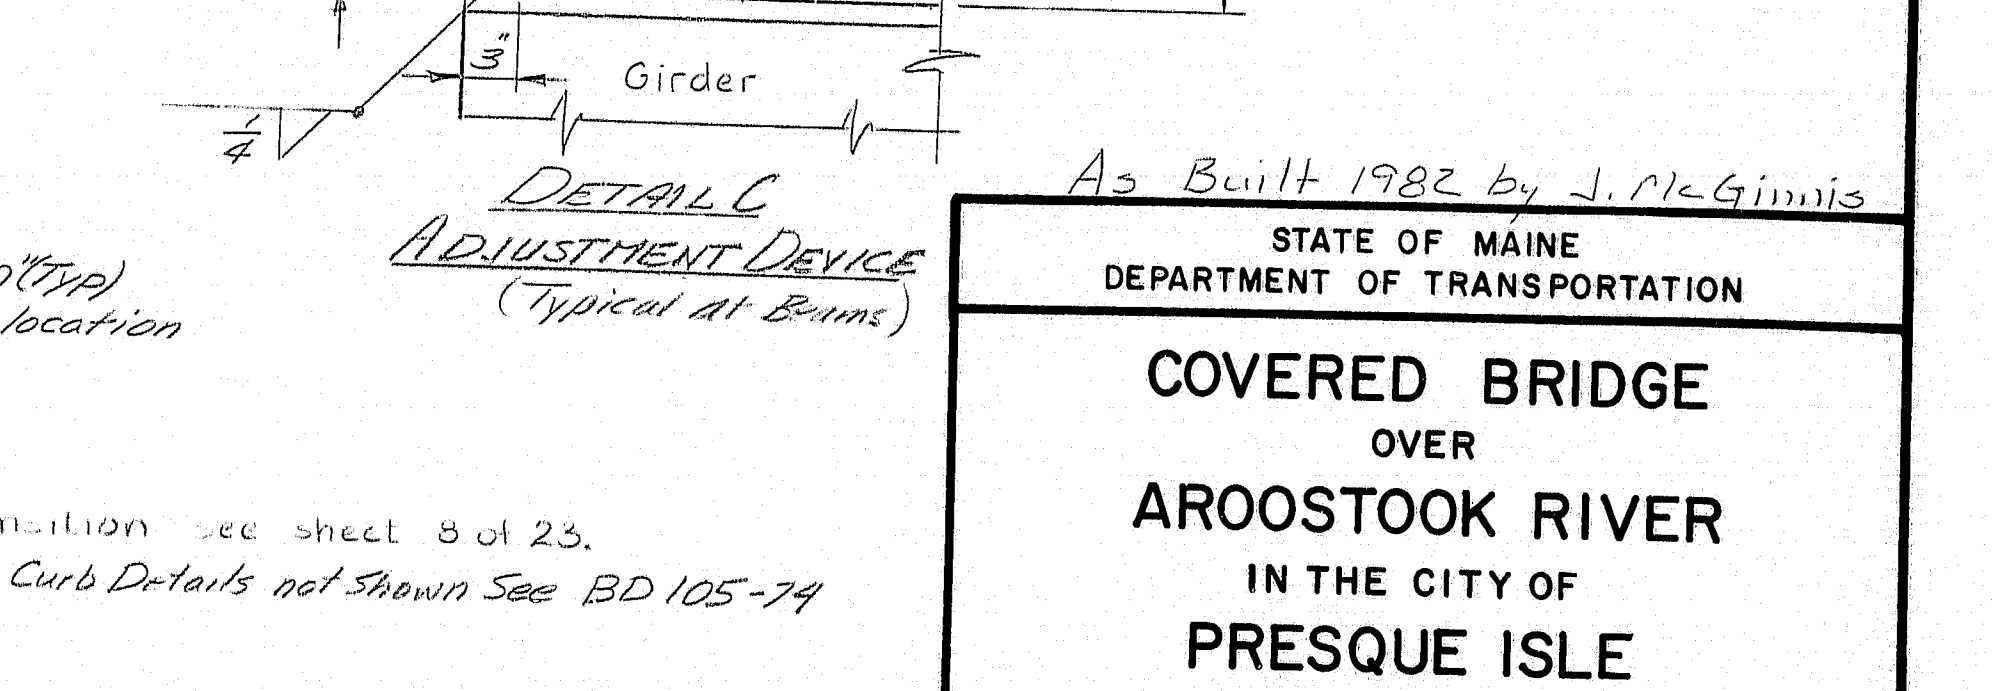 3"
Girder
1/4
DETAIL C
ADJUSTMENT DEVICE
(Typical at Beams)
"(Typ)
location
see sheet 8 of 23.
Curb Details not Shown See BD 105-74
As Built 1982 by J. McGinnis
STATE OF MAINE
DEPARTMENT OF TRANSPORTATION
COVERED BRIDGE
OVER
AROOSTOOK RIVER
IN THE CITY OF
PRESQUE ISLE